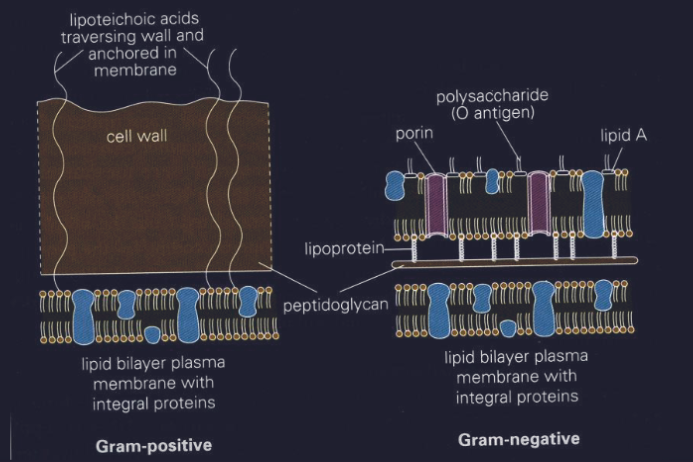 lipoteichoic acids
traversing wall and
anchored in
membrane
cell wall
polysaccharide
(O antigen)
porin
lipid A
lipoprotein
peptidoglycan
lipid bilayer plasma
membrane with
integral proteins
Gram-positive
lipid bilayer plasma
membrane with
integral proteins
Gram-negative